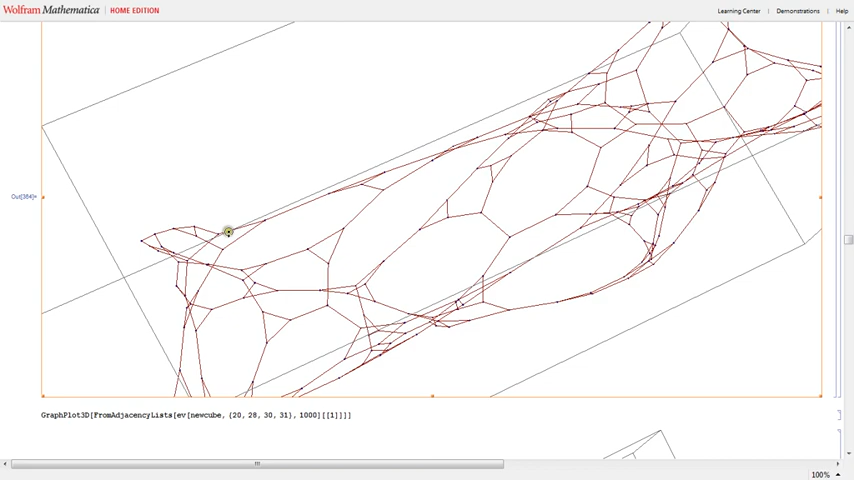 Wolfram Mathematica | HOME EDITION
Learning Center | Demonstrations | Help
Out[364]=
GraphPlot3D[FromAdjacencyLists[ev[newcube, {20, 28, 30, 31}, 1000][[1]]]]
100%